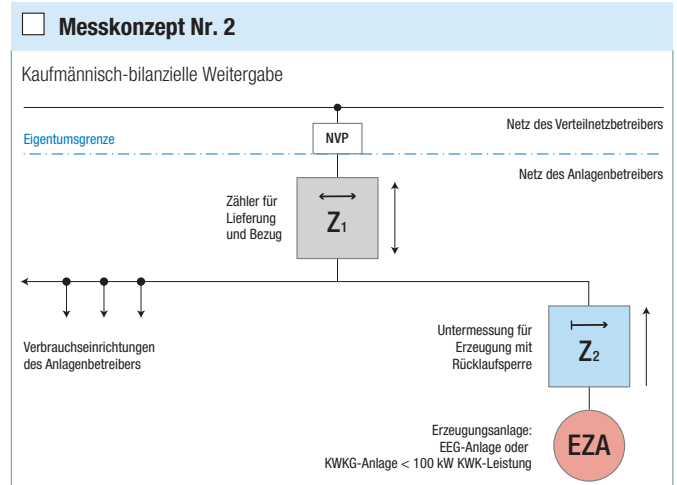 Messkonzept Nr. 2
Kaufmännisch-bilanzielle Weitergabe
Netz des Verteilnetzbetreibers
Eigentumsgrenze
NVP
Netz des Anlagenbetreibers
Zähler für
Lieferung
und Bezug
Z1
Verbrauchseinrichtungen
des Anlagenbetreibers
Untermessung für
Erzeugung mit
Rücklaufsperre
Z2
Erzeugungsanlage:
EEG-Anlage oder
KWKG-Anlage < 100 kW KWK-Leistung
EZA